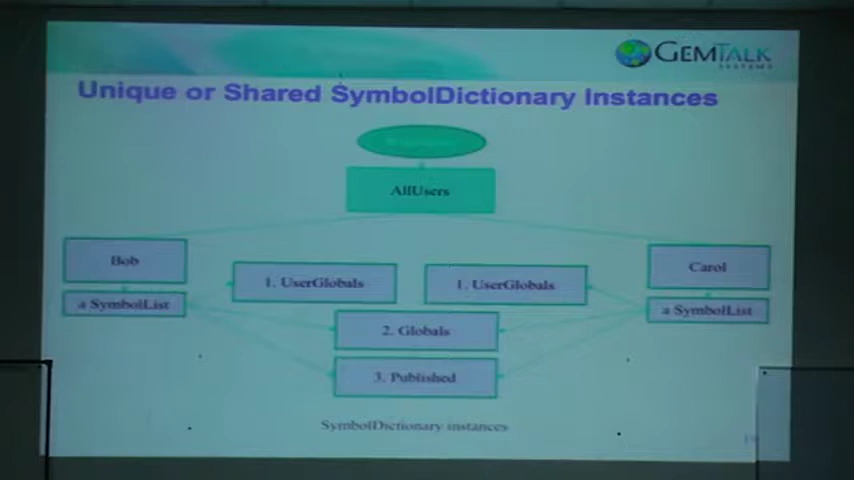 GEMTALK
SYSTEMS
Unique or Shared SymbolDictionary Instances
AllUsers
Bob
Carol
1. UserGlobals
1. UserGlobals
a SymbolList
a SymbolList
2. Globals
3. Published
SymbolDictionary instances